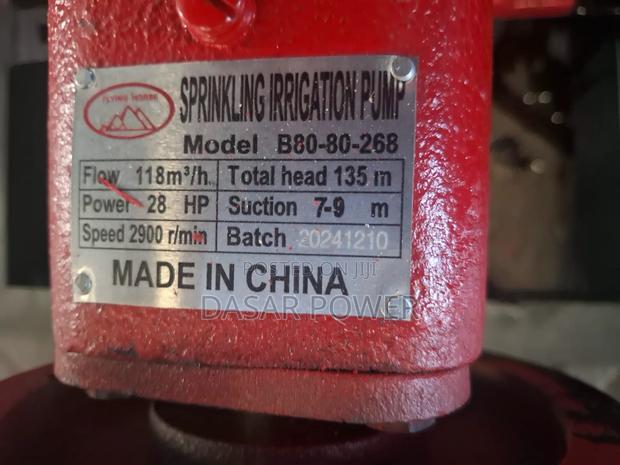 SPRINKLING IRRIGATION PUMP
Model B80-80-268
Flow 118m³/h Total head 135 m
Power 28 HP Suction 7-9 m
Speed 2900 r/min Batch 20241210
POSTED ON JIJI
MADE IN CHINA
DASAR POWER